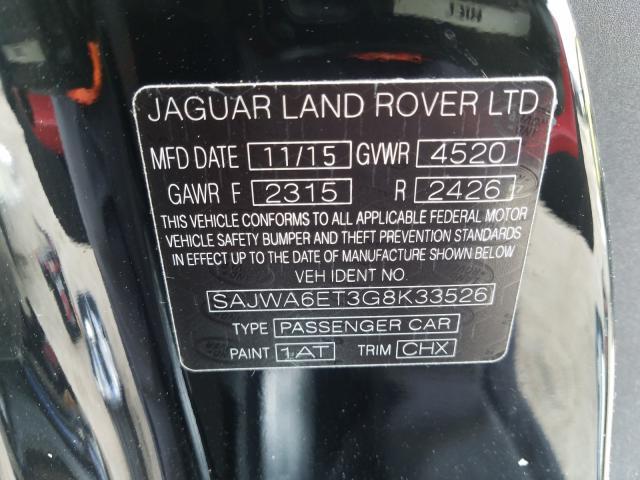 JAGUAR LAND ROVER LTD
MFD DATE 11/15 GVWR 4520
GAWR F 2315 R 2426
THIS VEHICLE CONFORMS TO ALL APPLICABLE FEDERAL MOTOR
VEHICLE SAFETY BUMPER AND THEFT PREVENTION STANDARDS
IN EFFECT UP TO THE DATE OF MANUFACTURE SHOWN BELOW
VEH IDENT NO.
SAJWA6ET3G8K33526
TYPE PASSENGER CAR
PAINT 1AT TRIM CHX